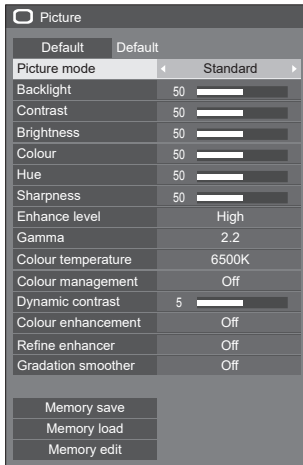 Picture
Default Default
Picture mode Standard
Backlight 50
Contrast 50
Brightness 50
Colour 50
Hue 50
Sharpness 50
Enhance level High
Gamma 2.2
Colour temperature 6500K
Colour management Off
Dynamic contrast 5
Colour enhancement Off
Refine enhancer Off
Gradation smoother Off
Memory save
Memory load
Memory edit